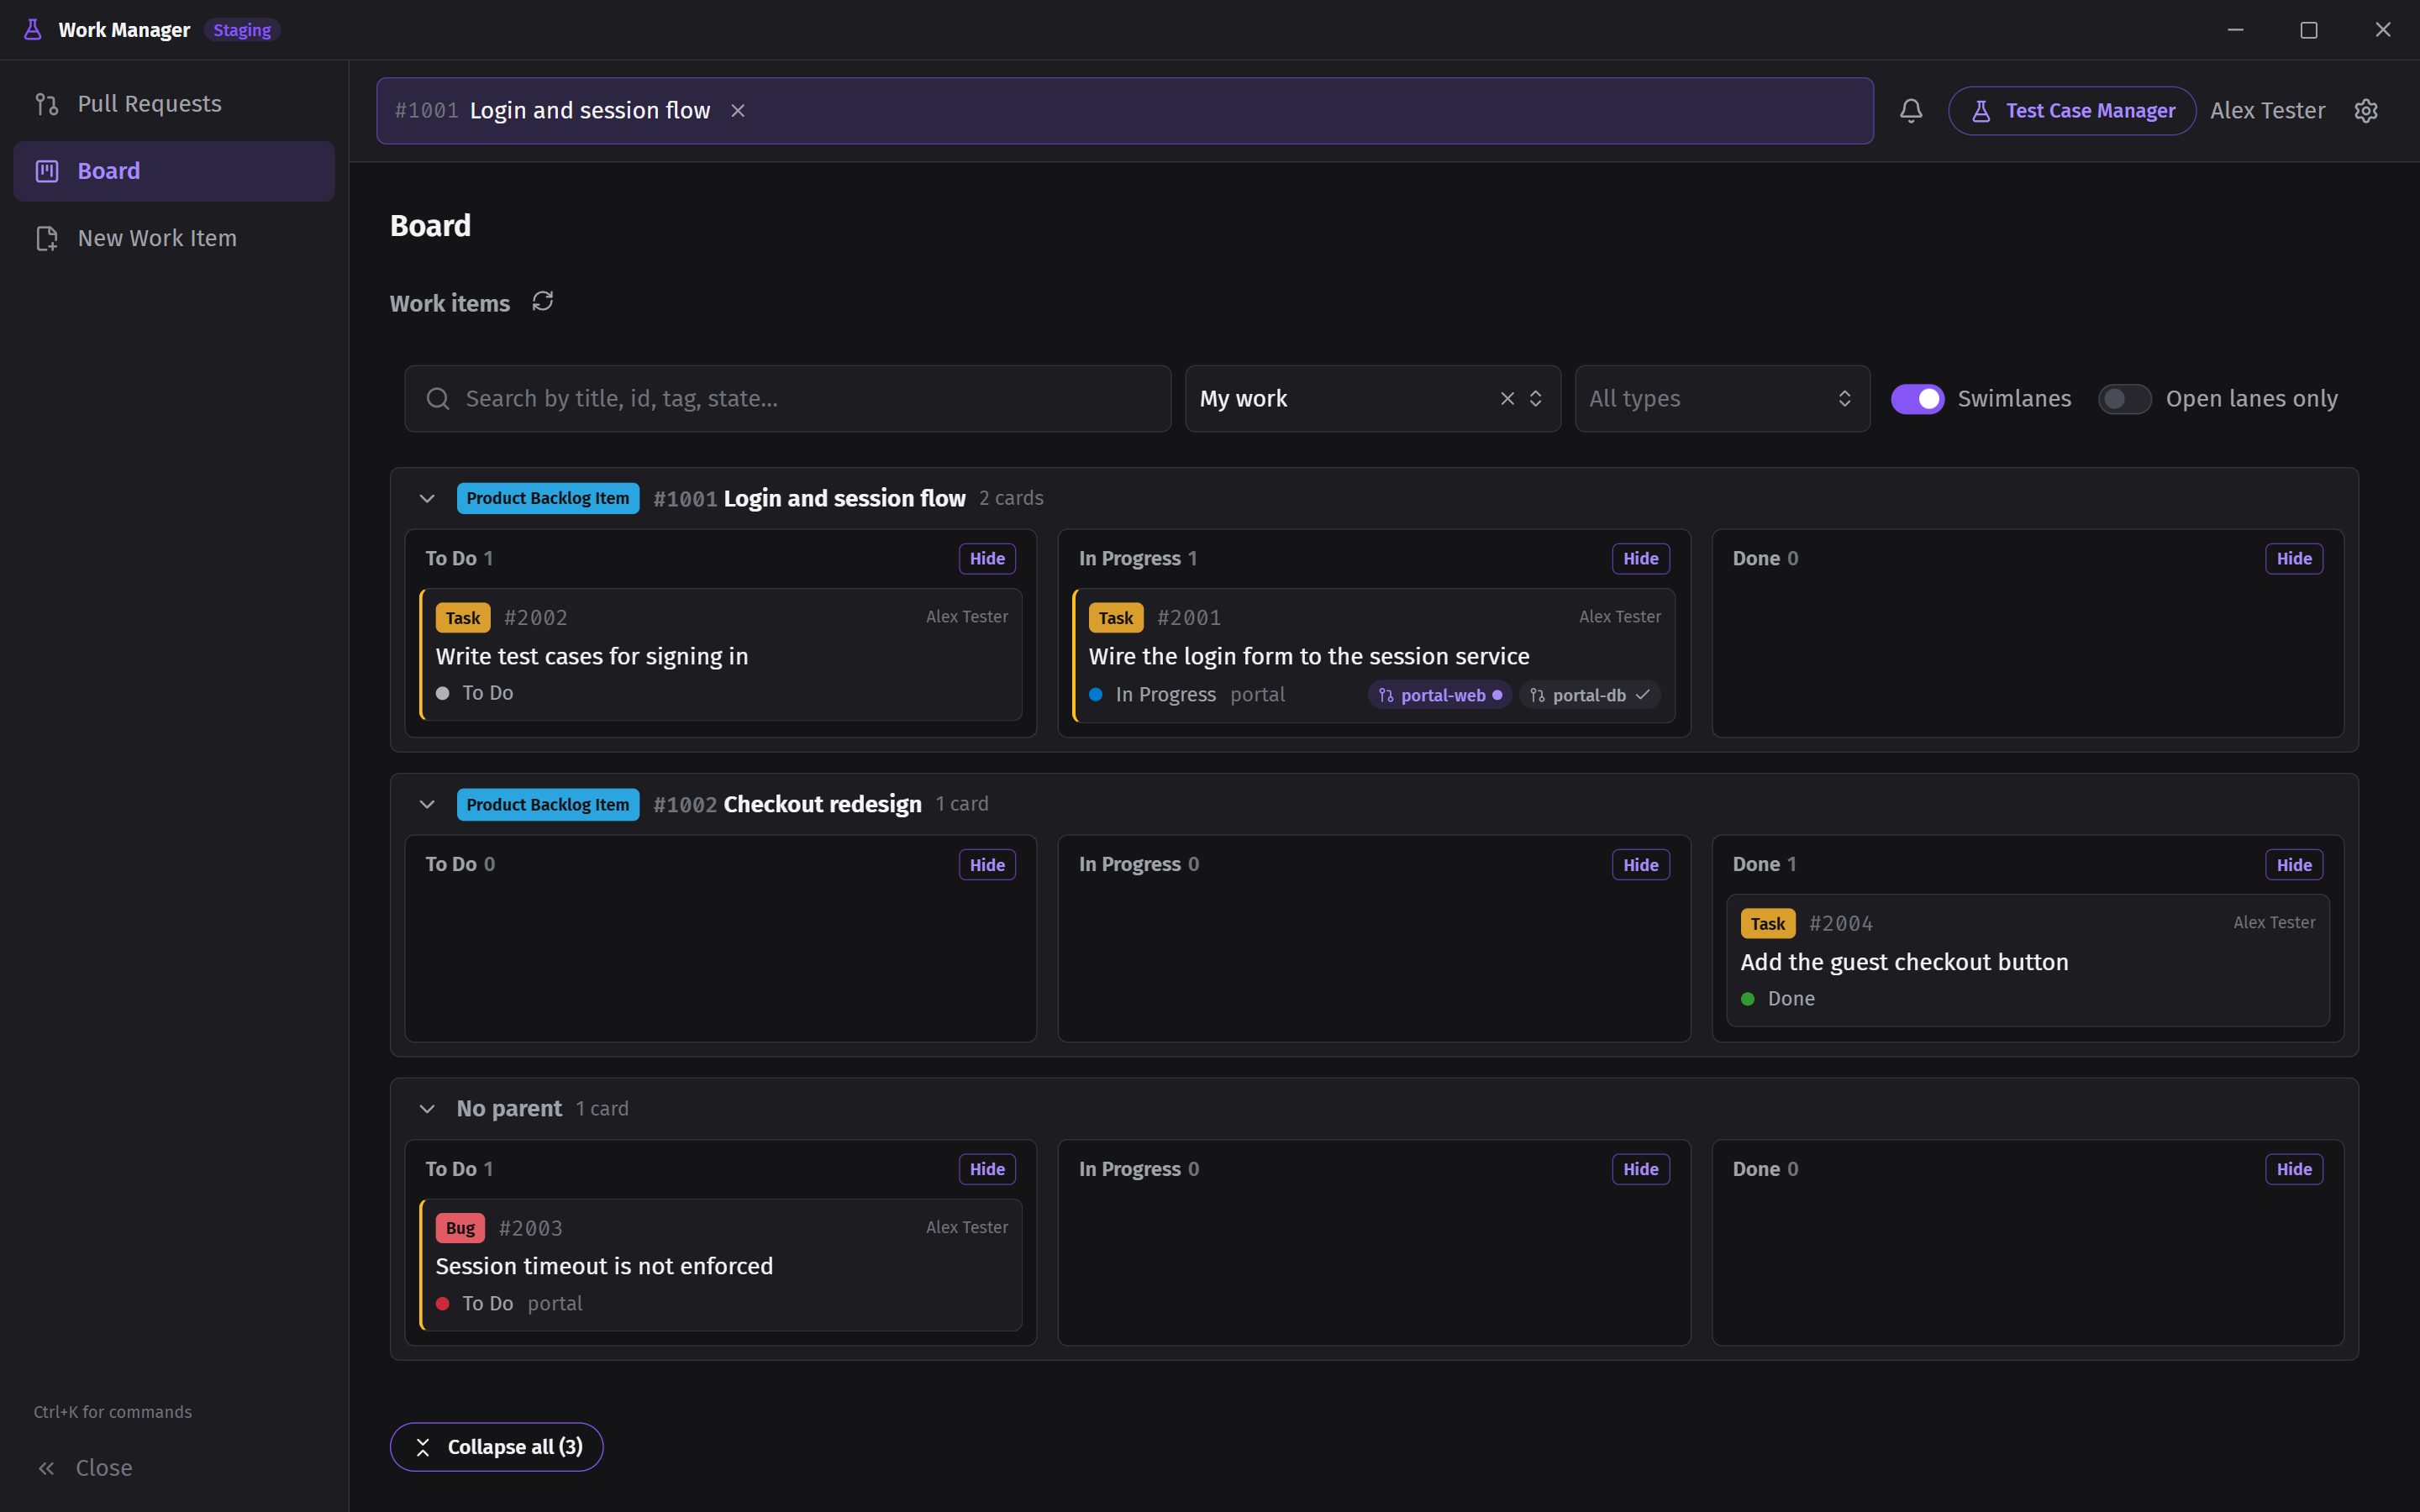 Work Manager Staging
Pull Requests
Board
New Work Item
Ctrl+K for commands
Close
#1001 Login and session flow
Test Case Manager
Alex Tester
Board
Work items
Search by title, id, tag, state...
My work
All types
Swimlanes
Open lanes only
Product Backlog Item #1001 Login and session flow 2 cards
To Do 1 Hide
Task #2002 Alex Tester
Write test cases for signing in
To Do
In Progress 1 Hide
Task #2001 Alex Tester
Wire the login form to the session service
In Progress portal portal-web portal-db
Done 0 Hide
Product Backlog Item #1002 Checkout redesign 1 card
To Do 0 Hide
In Progress 0 Hide
Done 1 Hide
Task #2004 Alex Tester
Add the guest checkout button
Done
No parent 1 card
To Do 1 Hide
Bug #2003 Alex Tester
Session timeout is not enforced
To Do portal
In Progress 0 Hide
Done 0 Hide
Collapse all (3)